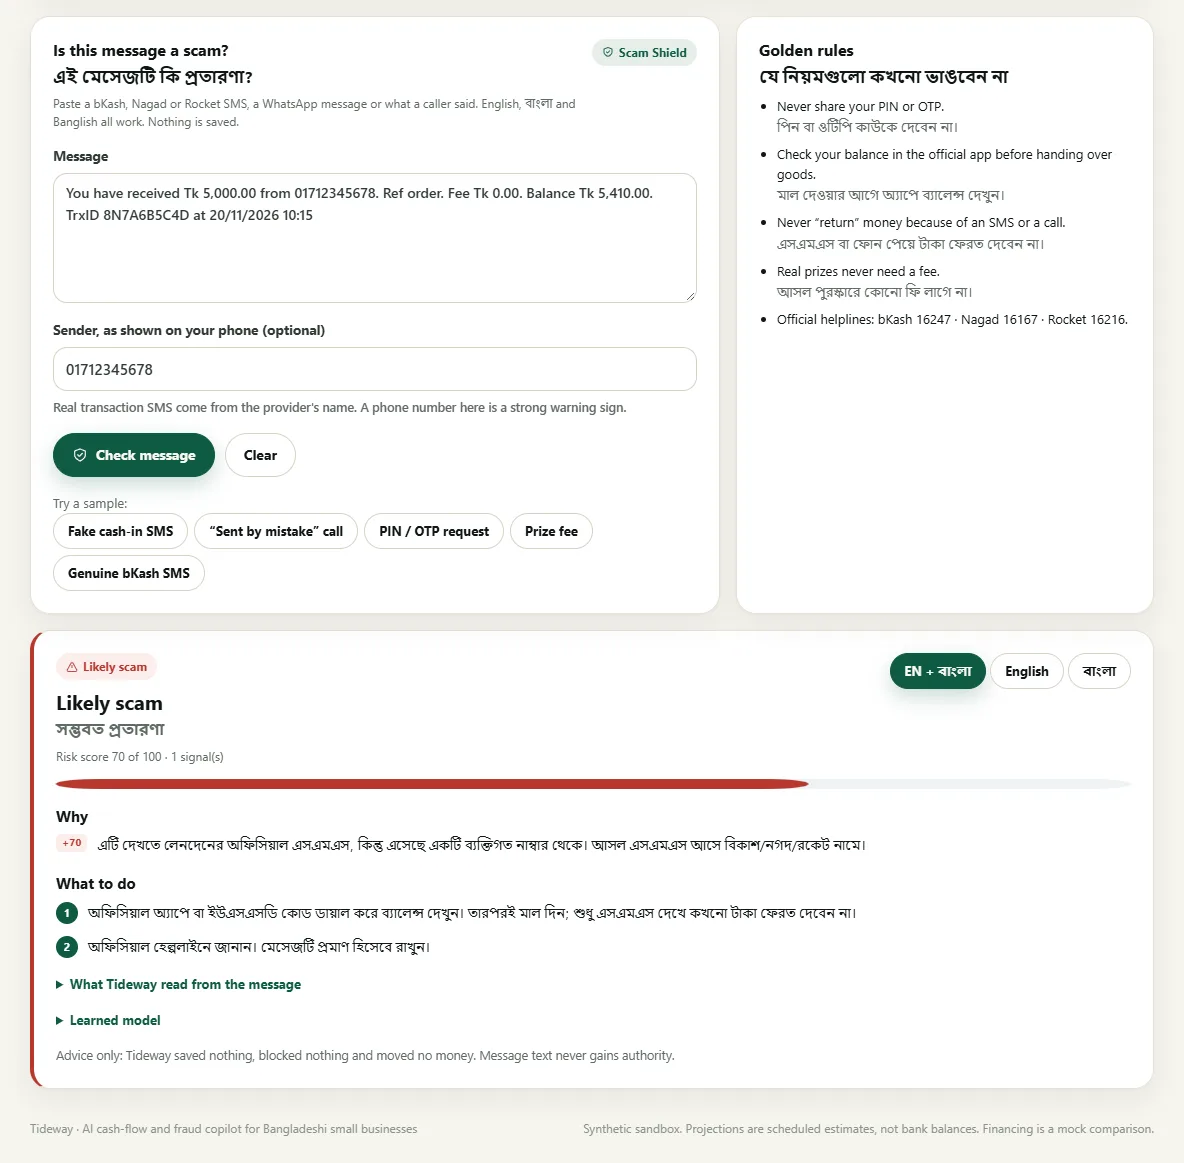 Is this message a scam?
এই মেসেজটি কি প্রতারণা?
Scam Shield
Paste a bKash, Nagad or Rocket SMS, a WhatsApp message or what a caller said. English, বাংলা and
Banglish all work. Nothing is saved.
Message
You have received Tk 5,000.00 from 01712345678. Ref order. Fee Tk 0.00. Balance Tk 5,410.00.
TrxID 8N7A6B5C4D at 20/11/2026 10:15
Sender, as shown on your phone (optional)
01712345678
Real transaction SMS come from the provider's name. A phone number here is a strong warning sign.
Check message
Clear
Try a sample:
Fake cash-in SMS
“Sent by mistake” call
PIN / OTP request
Prize fee
Genuine bKash SMS
Golden rules
যে নিয়মগুলো কখনো ভাঙবেন না
• Never share your PIN or OTP.
পিন বা ওটিপি কাউকে দেবেন না।
• Check your balance in the official app before handing over
goods.
মাল দেওয়ার আগে অ্যাপে ব্যালেন্স দেখুন।
• Never “return” money because of an SMS or a call.
এসএমএস বা ফোন পেয়ে টাকা ফেরত দেবেন না।
• Real prizes never need a fee.
আসল পুরস্কারে কোনো ফি লাগে না।
• Official helplines: bKash 16247 · Nagad 16167 · Rocket 16216.
Likely scam
EN + বাংলা
English
বাংলা
Likely scam
সম্ভবত প্রতারণা
Risk score 70 of 100 · 1 signal(s)
Why
+70 এটি দেখতে লেনদেনের অফিসিয়াল এসএমএস, কিন্তু এসেছে একটি ব্যক্তিগত নাম্বার থেকে। আসল এসএমএস আসে বিকাশ/নগদ/রকেট নামে।
What to do
1 অফিসিয়াল অ্যাপে বা ইউএসএসডি কোড ডায়াল করে ব্যালেন্স দেখুন। তারপরই মাল দিন; শুধু এসএমএস দেখে কখনো টাকা ফেরত দেবেন না।
2 অফিসিয়াল হেল্পলাইনে জানান। মেসেজটি প্রমাণ হিসেবে রাখুন।
What Tideway read from the message
Learned model
Advice only: Tideway saved nothing, blocked nothing and moved no money. Message text never gains authority.
Tideway · AI cash-flow and fraud copilot for Bangladeshi small businesses
Synthetic sandbox. Projections are scheduled estimates, not bank balances. Financing is a mock comparison.